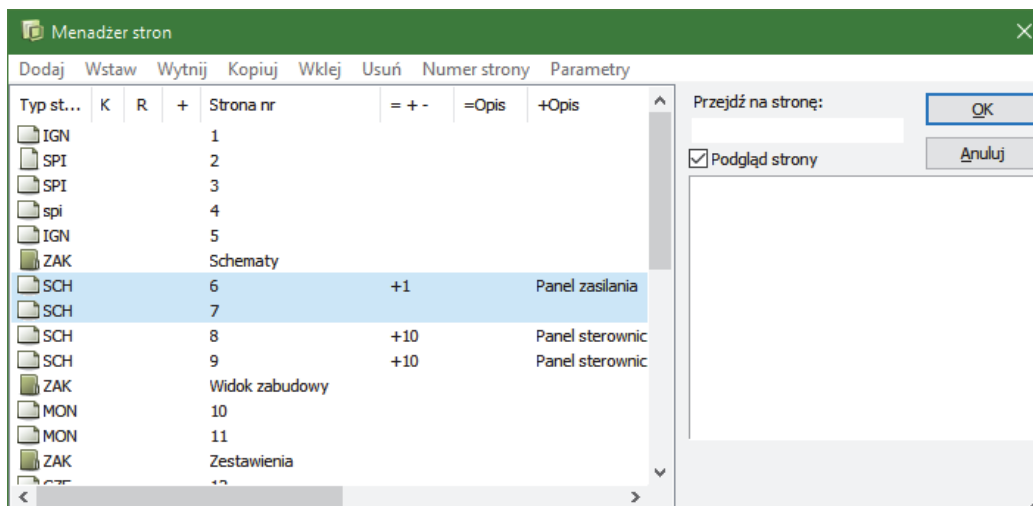 Menadżer stron
Dodaj Wstaw Wytnij Kopiuj Wklej Usuń Numer strony Parametry
Typ st... K R + Strona nr = + - =Opis +Opis
IGN 1
SPI 2
SPI 3
spi 4
IGN 5
ZAK Schematy
SCH 6 +1 Panel zasilania
SCH 7
SCH 8 +10 Panel sterownic
SCH 9 +10 Panel sterownic
ZAK Widok zabudowy
MON 10
MON 11
ZAK Zestawienia
Przejdź na stronę:
OK
Podgląd strony
Anuluj